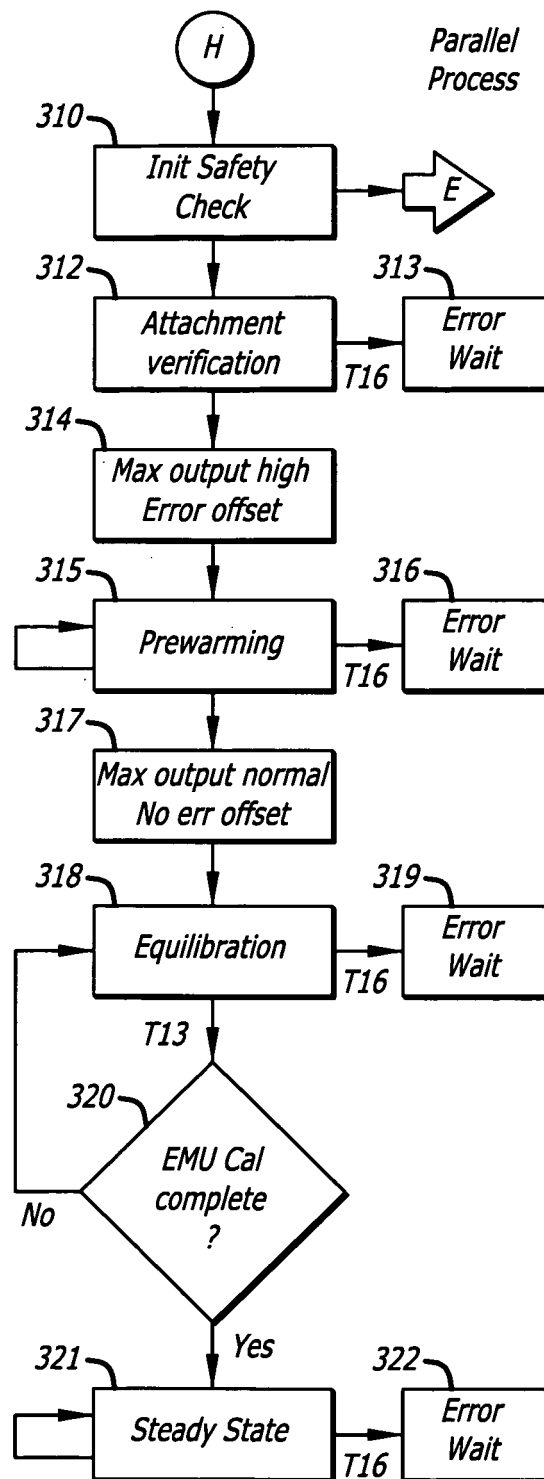 H
Parallel
Process
310
Init Safety
Check
E
312
313
Attachment
verification
T16
Error
Wait
314
Max output high
Error offset
315
316
Prewarming
T16
Error
Wait
317
Max output normal
No err offset
318
319
Equilibration
T16
Error
Wait
T13
320
EMU Cal
complete
?
No
Yes
321
322
Steady State
T16
Error
Wait